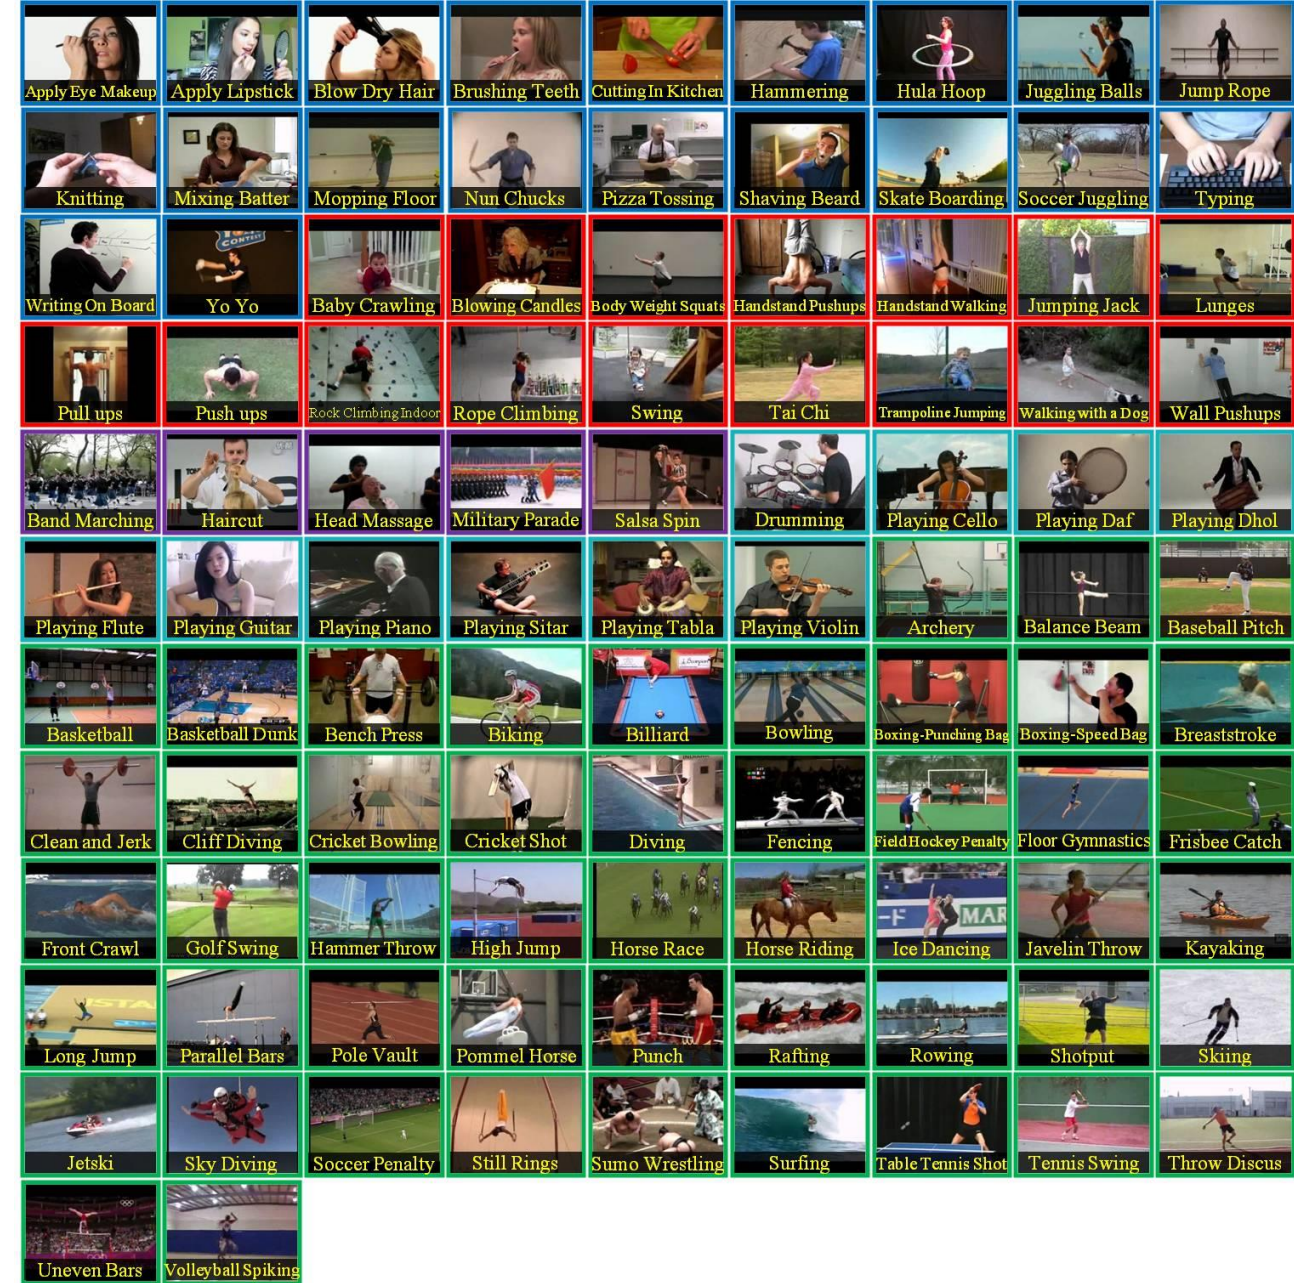 Apply Eye Makeup
Apply Lipstick
Blow Dry Hair
Brushing Teeth
Cutting In Kitchen
Hammering
Hula Hoop
Juggling Balls
Jump Rope
Knitting
Mixing Batter
Mopping Floor
Nun Chucks
Pizza Tossing
Shaving Beard
Skate Boarding
Soccer Juggling
Typing
Writing On Board
CONTEST
Yo Yo
Baby Crawling
Blowing Candles
Body Weight Squats
Handstand Pushups
Handstand Walking
Jumping Jack
Lunges
Pull ups
Push ups
Rock Climbing Indoor
Rope Climbing
Swing
Tai Chi
Trampoline Jumping
Walking with a Dog
Wall Pushups
Band Marching
Haircut
Head Massage
Military Parade
Salsa Spin
Drumming
Playing Cello
Playing Daf
Playing Dhol
Playing Flute
Playing Guitar
Playing Piano
Playing Sitar
Playing Tabla
Playing Violin
Archery
Balance Beam
Baseball Pitch
Basketball
Basketball Dunk
Bench Press
Biking
Billiard
Bowling
Boxing-Punching Bag
Boxing-Speed Bag
Breaststroke
Clean and Jerk
Cliff Diving
Cricket Bowling
Cricket Shot
Diving
Fencing
Field Hockey Penalty
Floor Gymnastics
Frisbee Catch
Front Crawl
Golf Swing
Hammer Throw
High Jump
Horse Race
Horse Riding
MAR
Ice Dancing
Javelin Throw
Kayaking
Long Jump
Parallel Bars
Pole Vault
Pommel Horse
Punch
Rafting
Rowing
Shotput
Skiing
Jetski
Sky Diving
Soccer Penalty
Still Rings
Sumo Wrestling
Surfing
Table Tennis Shot
Tennis Swing
Throw Discus
Uneven Bars
Volleyball Spiking